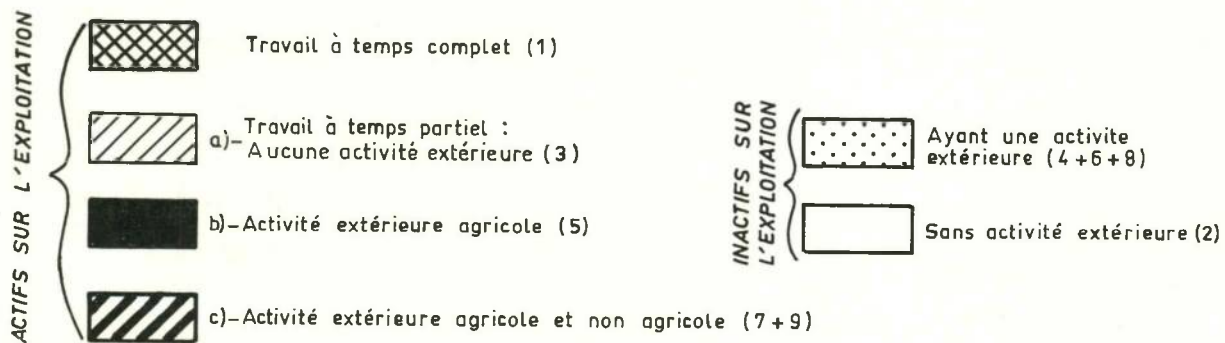 ACTIFS SUR L'EXPLOITATION
Travail à temps complet (1)
a)- Travail à temps partiel :
Aucune activité extérieure (3)
b)- Activité extérieure agricole (5)
c)- Activité extérieure agricole et non agricole (7+9)
INACTIFS SUR
L'EXPLOITATION
Ayant une activite
extérieure (4+6+8)
Sans activité extérieure (2)